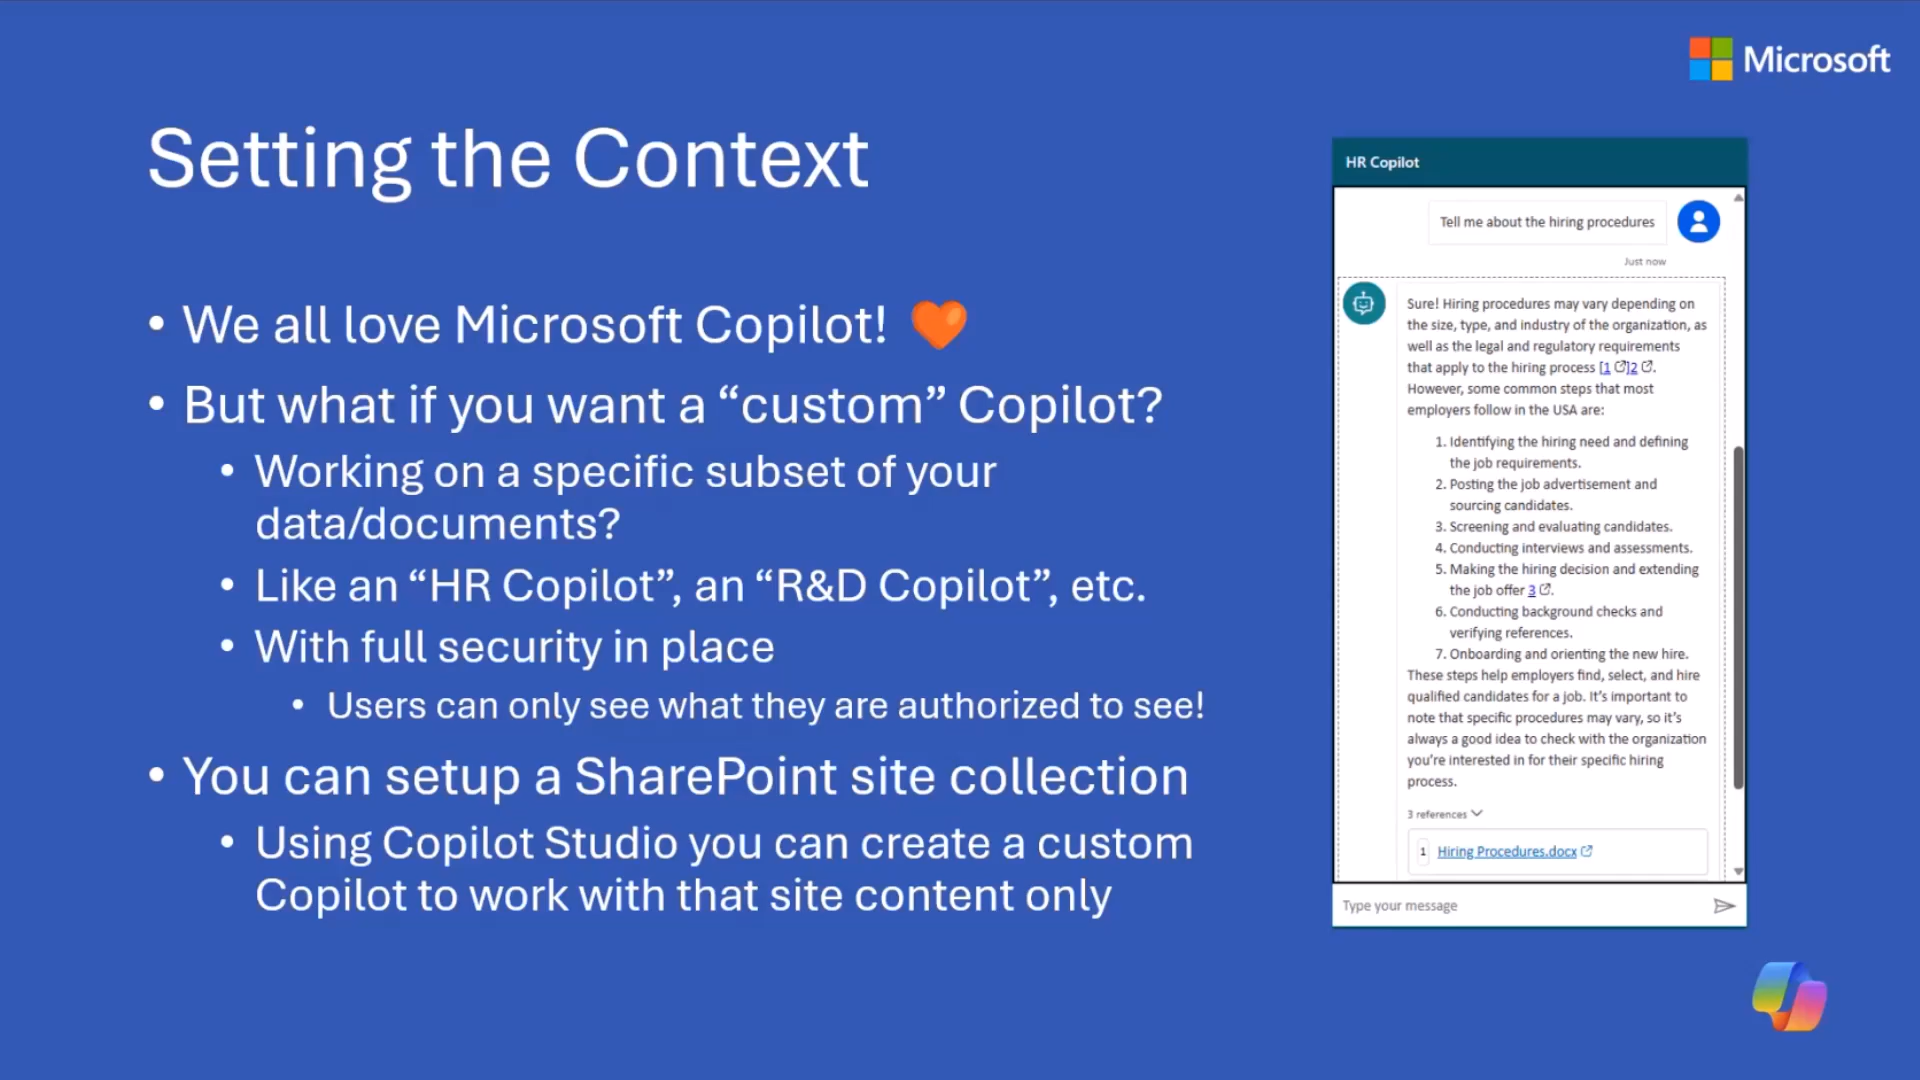 Microsoft
Setting the Context
• We all love Microsoft Copilot! 🧡
• But what if you want a “custom” Copilot?
• Working on a specific subset of your
data/documents?
• Like an “HR Copilot”, an “R&D Copilot”, etc.
• With full security in place
• Users can only see what they are authorized to see!
• You can setup a SharePoint site collection
• Using Copilot Studio you can create a custom
Copilot to work with that site content only
HR Copilot
Tell me about the hiring procedures
Just now
Sure! Hiring procedures may vary depending on
the size, type, and industry of the organization, as
well as the legal and regulatory requirements
that apply to the hiring process [1]2.
However, some common steps that most
employers follow in the USA are:
1. Identifying the hiring need and defining
the job requirements.
2. Posting the job advertisement and
sourcing candidates.
3. Screening and evaluating candidates.
4. Conducting interviews and assessments.
5. Making the hiring decision and extending
the job offer 3.
6. Conducting background checks and
verifying references.
7. Onboarding and orienting the new hire.
These steps help employers find, select, and hire
qualified candidates for a job. It’s important to
note that specific procedures may vary, so it’s
always a good idea to check with the organization
you’re interested in for their specific hiring
process.
3 references
1 Hiring Procedures.docx
Type your message